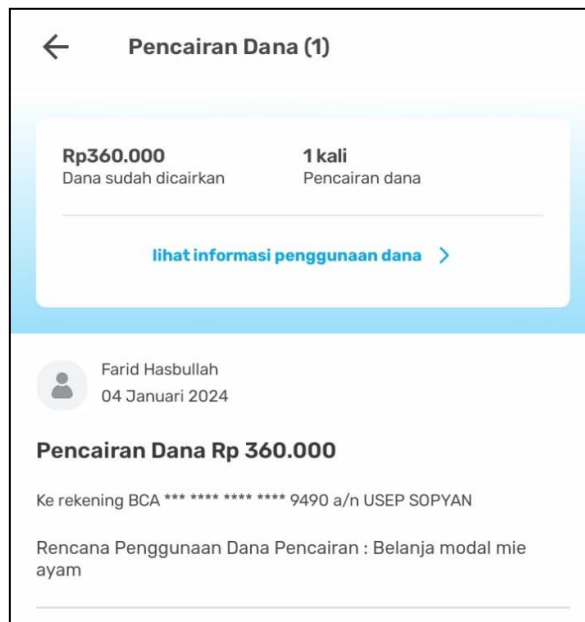 Pencairan Dana (1)
Rp360.000
1 kali
Dana sudah dicairkan
Pencairan dana
lihat informasi penggunaan dana
Farid Hasbullah
04 Januari 2024
Pencairan Dana Rp 360.000
Ke rekening BCA *** **** **** **** 9490 a/n USEP SOPYAN
Rencana Penggunaan Dana Pencairan : Belanja modal mie
ayam